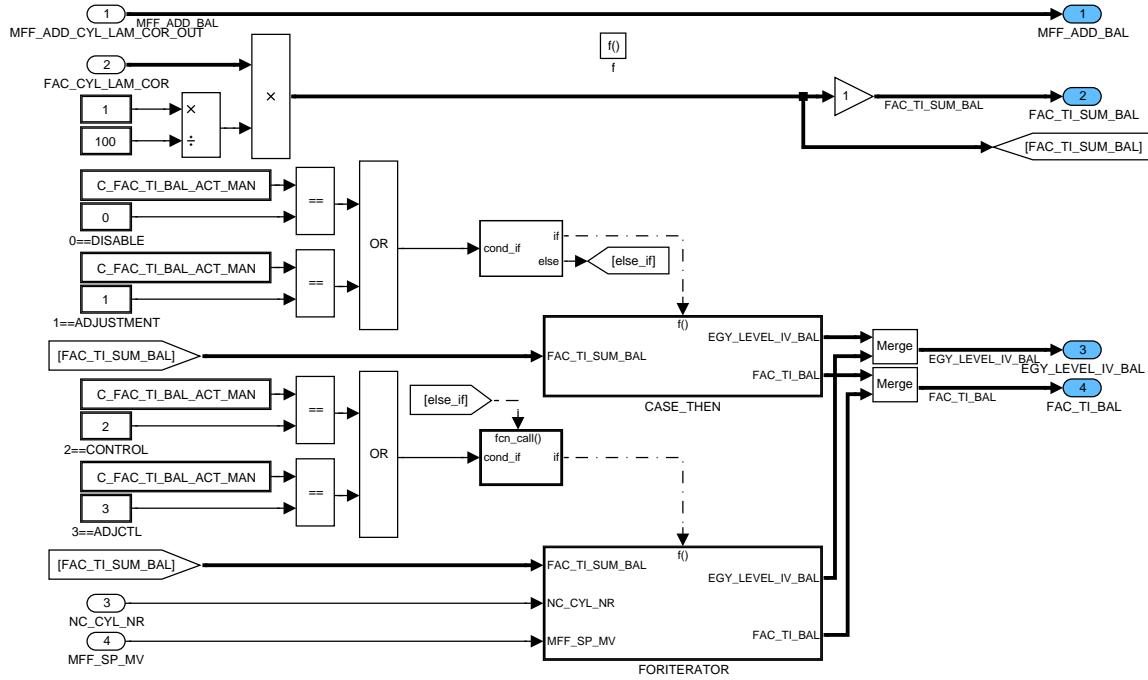 1
MFF_ADD_CYL_LAM_COR_OUT
MFF_ADD_BAL
1
MFF_ADD_BAL
f()
f
2
FAC_CYL_LAM_COR
1
100
×
÷
×
1
FAC_TI_SUM_BAL
2
FAC_TI_SUM_BAL
[FAC_TI_SUM_BAL]
C_FAC_TI_BAL_ACT_MAN
0
0==DISABLE
==
C_FAC_TI_BAL_ACT_MAN
1
1==ADJUSTMENT
==
OR
cond_if
if
else
[else_if]
[FAC_TI_SUM_BAL]
f()
FAC_TI_SUM_BAL
EGY_LEVEL_IV_BAL
FAC_TI_BAL
CASE_THEN
Merge
EGY_LEVEL_IV_BAL
3
EGY_LEVEL_IV_BAL
Merge
FAC_TI_BAL
4
FAC_TI_BAL
C_FAC_TI_BAL_ACT_MAN
2
2==CONTROL
==
C_FAC_TI_BAL_ACT_MAN
3
3==ADJCTL
==
OR
[else_if]
fcn_call()
cond_if
if
[FAC_TI_SUM_BAL]
3
NC_CYL_NR
4
MFF_SP_MV
f()
FAC_TI_SUM_BAL
NC_CYL_NR
MFF_SP_MV
EGY_LEVEL_IV_BAL
FAC_TI_BAL
FORITERATOR